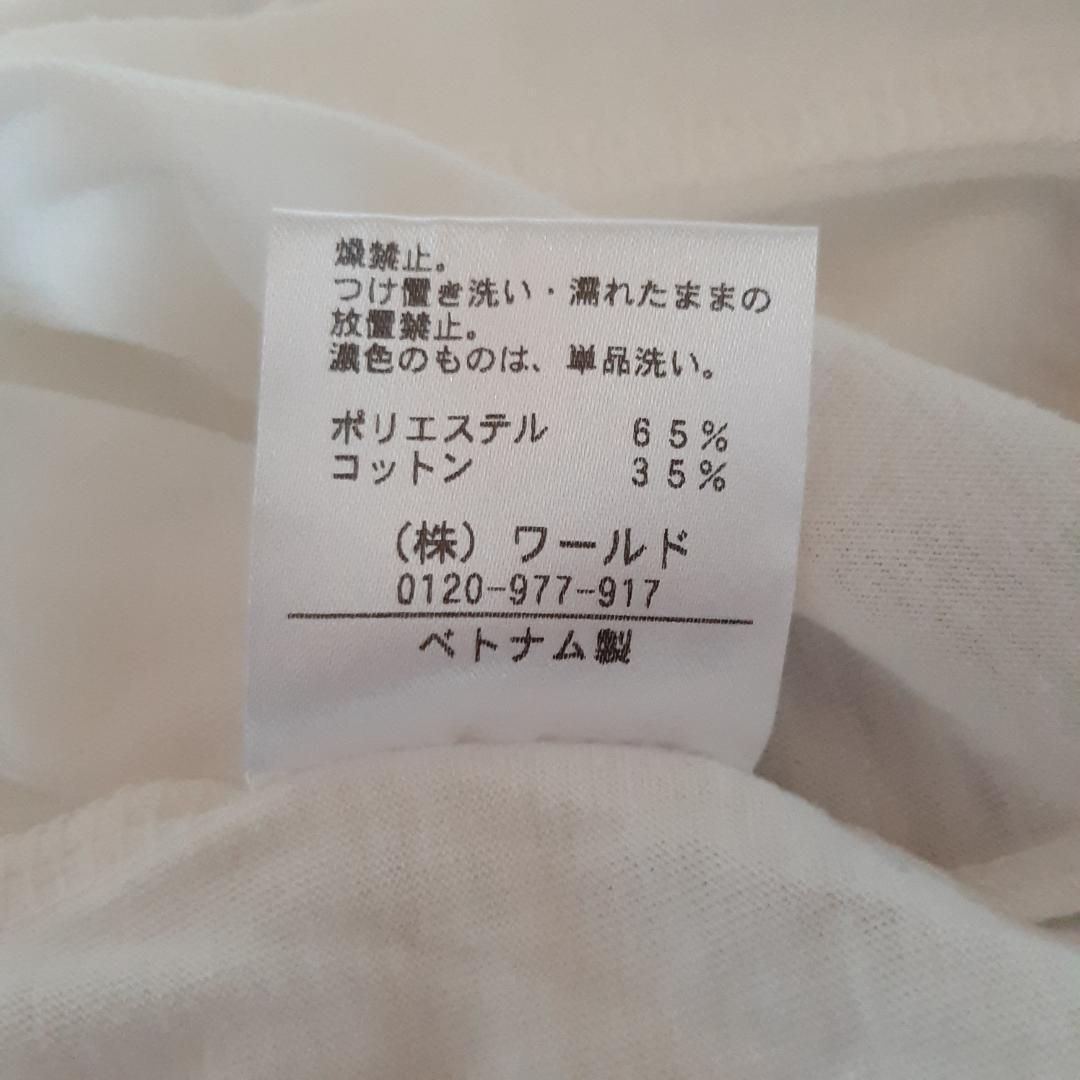 燥禁止。
つけ置き洗い・濡れたままの
放置禁止。
濃色のものは、単品洗い。
ポリエステル 65%
コットン 35%
(株) ワールド
0120-977-917
ベトナム製